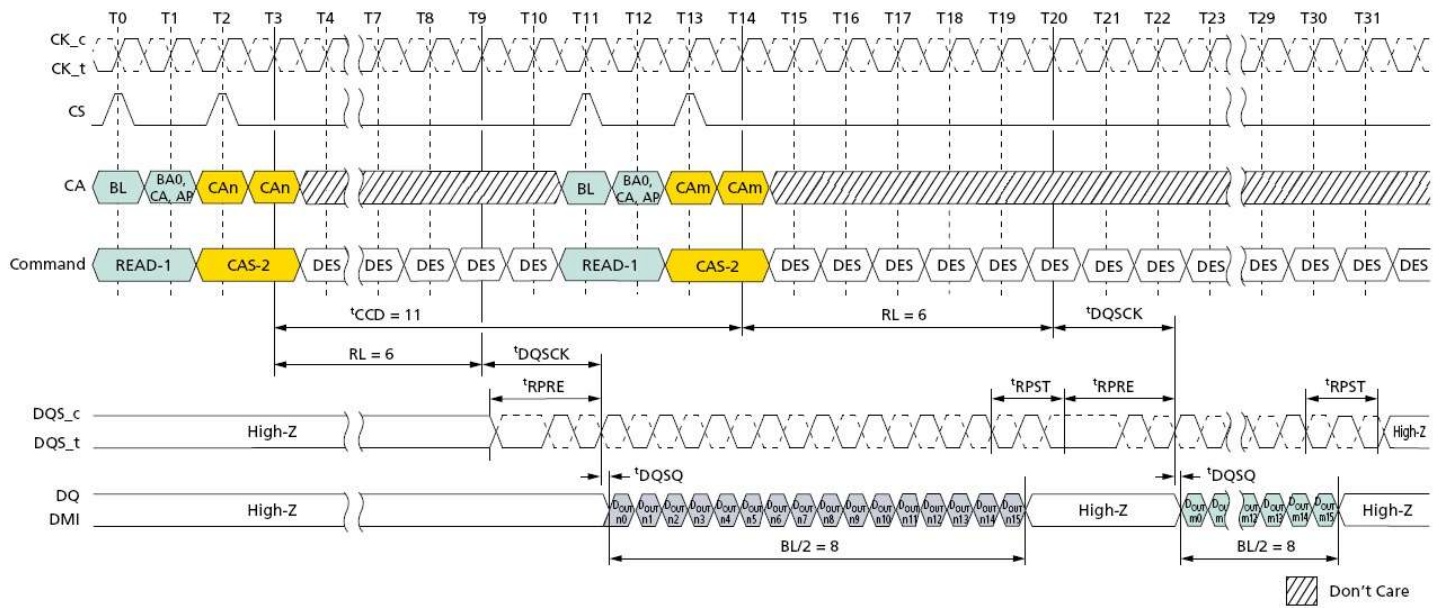 T0 T1 T2 T3 T4 T7 T8 T9 T10 T11 T12 T13 T14 T15 T16 T17 T18 T19 T20 T21 T22 T23 T29 T30 T31
CK_c
CK_t
CS
CA BL BA0, CA, AP CAn CAn BL BA0, CA, AP CAm CAm
Command READ-1 CAS-2 DES DES DES DES DES READ-1 CAS-2 DES DES DES DES DES DES DES DES DES DES DES DES DES
tCCD = 11 RL = 6 tDQSCK
RL = 6 tDQSCK
tRPRE tRPST tRPRE tRPST
DQS_c
DQS_t High-Z High-Z
tDQSQ tDQSQ
DQ
DMI High-Z DOUT n0 DOUT n1 DOUT n2 DOUT n3 DOUT n4 DOUT n5 DOUT n6 DOUT n7 DOUT n8 DOUT n9 DOUT n10 DOUT n11 DOUT n12 DOUT n13 DOUT n14 DOUT n15 High-Z DOUT m0 DOUT m DOUT m12 DOUT m13 DOUT m14 DOUT m15 High-Z
BL/2 = 8 BL/2 = 8
Don't Care